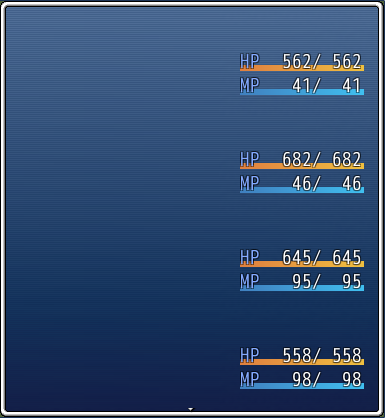 HP 562/ 562
MP 41/ 41
HP 682/ 682
MP 46/ 46
HP 645/ 645
MP 95/ 95
HP 558/ 558
MP 98/ 98